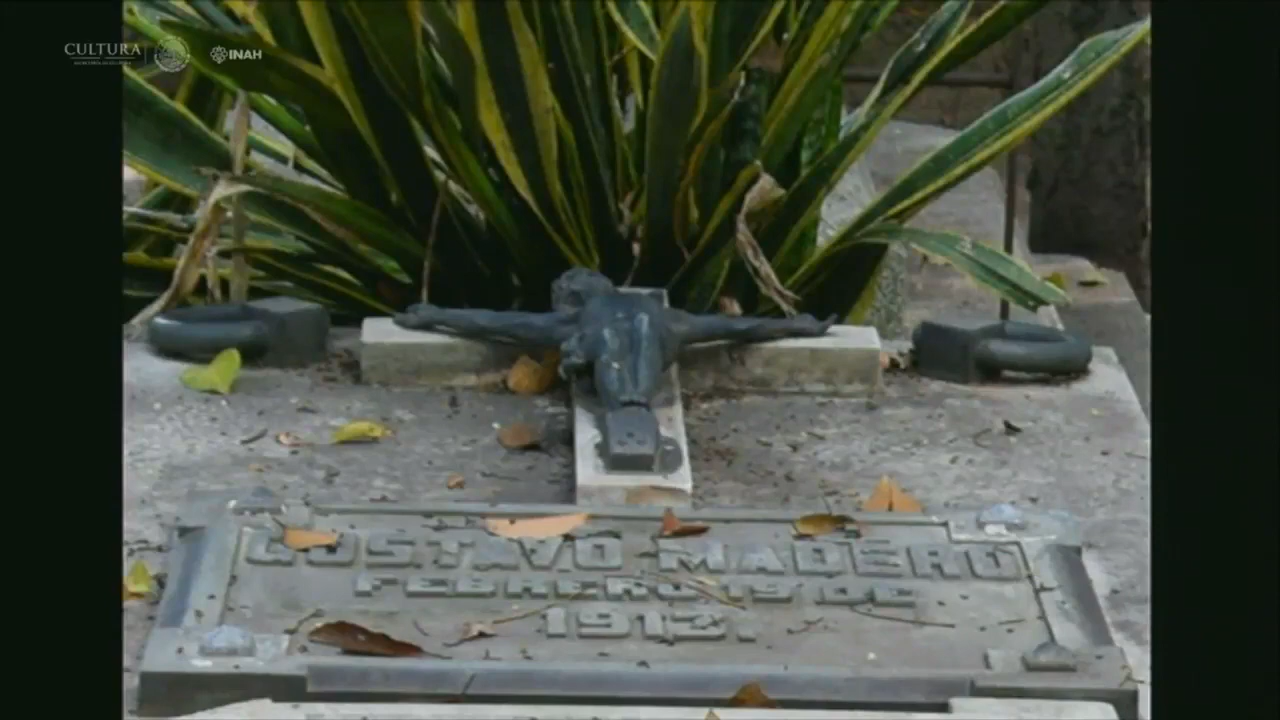 CULTURA
INAH
GUSTAVO MADERO
FEBRERO 19 DE
1913.